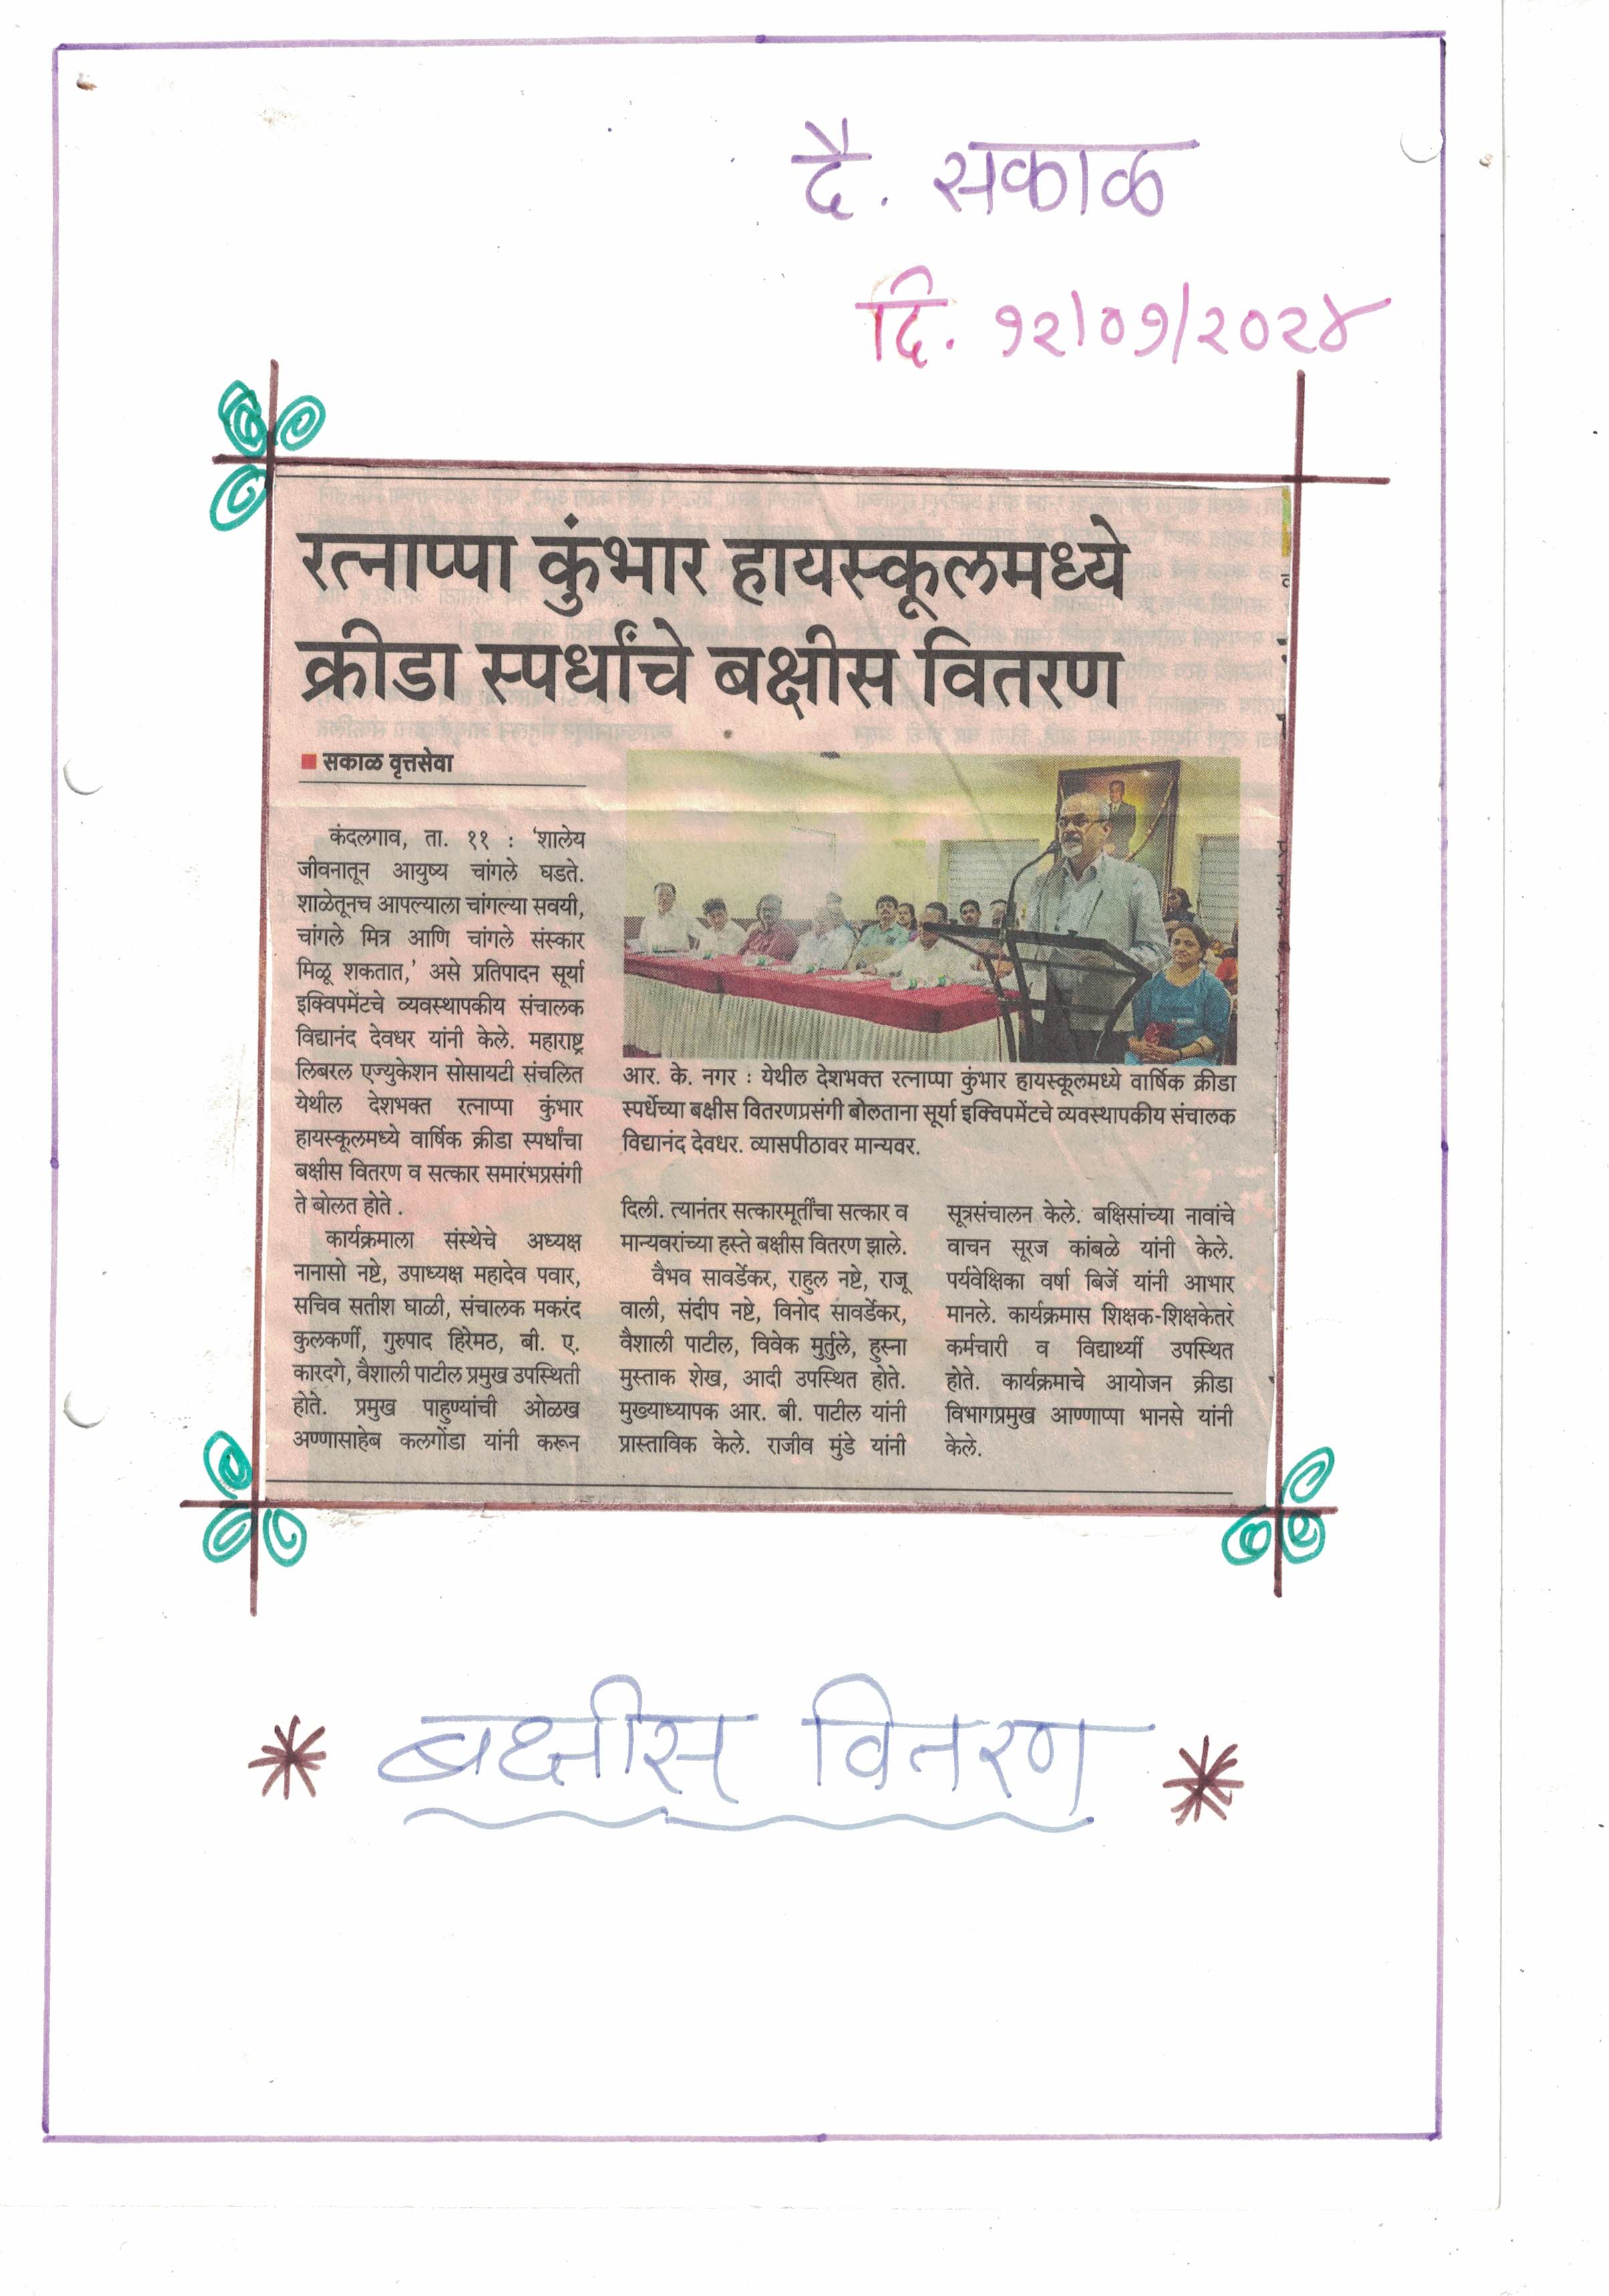 दै. सकाळ
दि. १२/०१/२०२४
रत्नाप्पा कुंभार हायस्कूलमध्ये
क्रीडा स्पर्धांचे बक्षीस वितरण
सकाळ वृत्तसेवा
कंदलगाव, ता. ११ : ‘शालेय
जीवनातून आयुष्य चांगले घडते.
शाळेतूनच आपल्याला चांगल्या सवयी,
चांगले मित्र आणि चांगले संस्कार
मिळू शकतात,’ असे प्रतिपादन सूर्या
इक्विपमेंटचे व्यवस्थापकीय संचालक
विद्यानंद देवधर यांनी केले. महाराष्ट्र
लिबरल एज्युकेशन सोसायटी संचलित
येथील देशभक्त रत्नाप्पा कुंभार
हायस्कूलमध्ये वार्षिक क्रीडा स्पर्धांचा
बक्षीस वितरण व सत्कार समारंभप्रसंगी
ते बोलत होते .
कार्यक्रमाला संस्थेचे अध्यक्ष
नानासो नष्टे, उपाध्यक्ष महादेव पवार,
सचिव सतीश घाळी, संचालक मकरंद
कुलकर्णी, गुरुपाद हिरेमठ, बी. ए.
कारदगे, वैशाली पाटील प्रमुख उपस्थिती
होते. प्रमुख पाहुण्यांची ओळख
अण्णासाहेब कलगोंडा यांनी करून
आर. के. नगर : येथील देशभक्त रत्नाप्पा कुंभार हायस्कूलमध्ये वार्षिक क्रीडा
स्पर्धेच्या बक्षीस वितरणप्रसंगी बोलताना सूर्या इक्विपमेंटचे व्यवस्थापकीय संचालक
विद्यानंद देवधर. व्यासपीठावर मान्यवर.
दिली. त्यानंतर सत्कारमूर्तींचा सत्कार व
मान्यवरांच्या हस्ते बक्षीस वितरण झाले.
वैभव सावर्डेकर, राहुल नष्टे, राजू
वाली, संदीप नष्टे, विनोद सावर्डेकर,
वैशाली पाटील, विवेक मुर्तुले, हुस्ना
मुस्ताक शेख, आदी उपस्थित होते.
मुख्याध्यापक आर. बी. पाटील यांनी
प्रास्ताविक केले. राजीव मुंडे यांनी
सूत्रसंचालन केले. बक्षिसांच्या नावांचे
वाचन सूरज कांबळे यांनी केले.
पर्यवेक्षिका वर्षा बिर्जे यांनी आभार
मानले. कार्यक्रमास शिक्षक-शिक्षकेतर
कर्मचारी व विद्यार्थ्यी उपस्थित
होते. कार्यक्रमाचे आयोजन क्रीडा
विभागप्रमुख आण्णाप्पा भानसे यांनी
केले.
बक्षीस वितरण